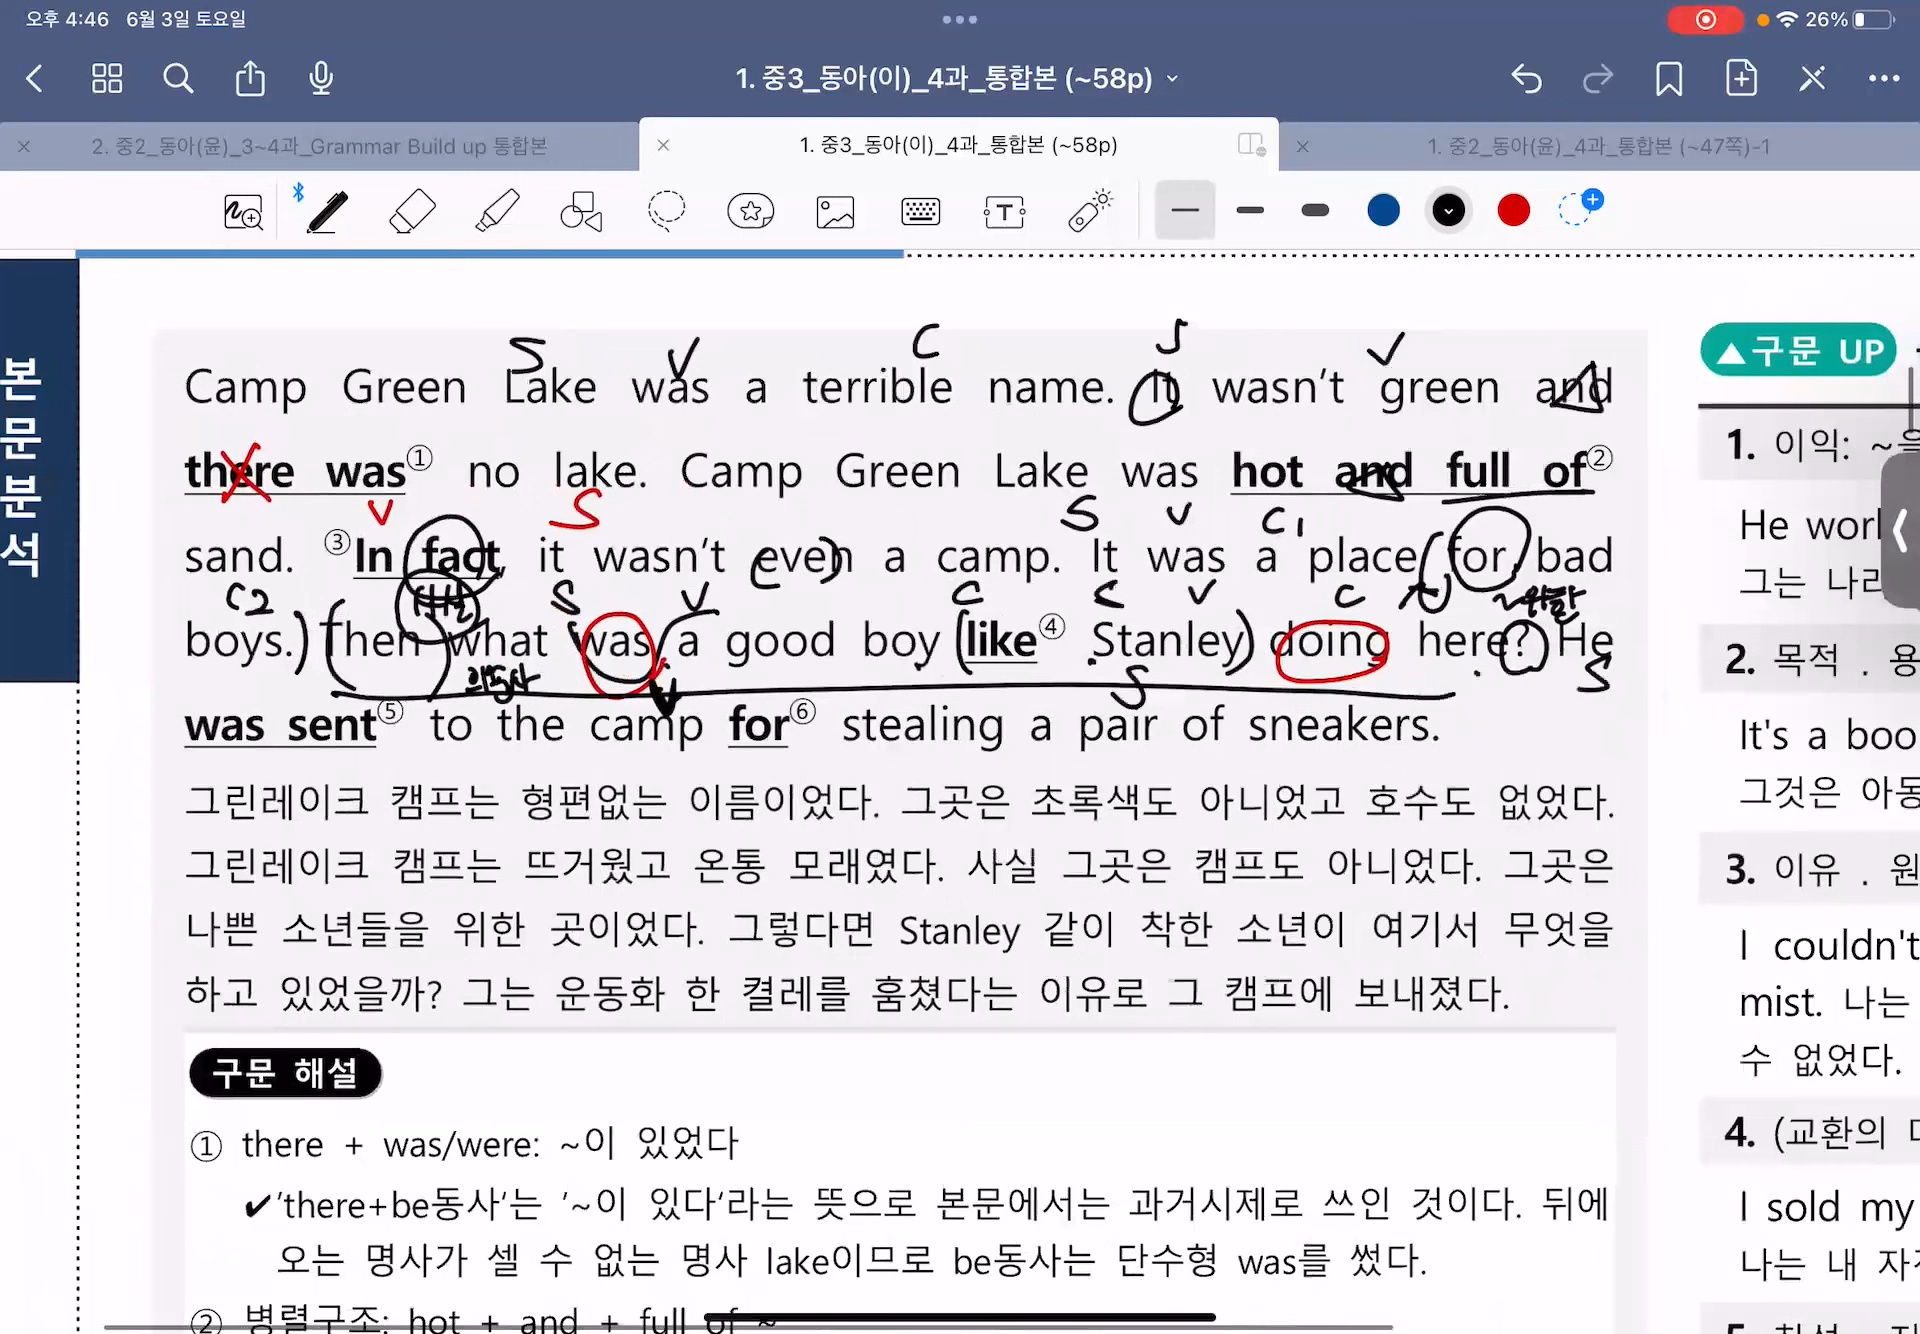 오후 4:46 6월 3일 토요일
26%
1. 중3_동아(이)_4과_통합본 (~58p)
2. 중2_동아(윤)_3~4과_Grammar Build up 통합본
1. 중3_동아(이)_4과_통합본 (~58p)
1. 중2_동아(윤)_4과_통합본 (~47쪽)-1
본문분석
S V C S V
Camp Green Lake was a terrible name. It wasn't green and
there was① no lake. Camp Green Lake was hot and full of②
V S S V C1
sand. ③In fact, it wasn't even a camp. It was a place (for bad
C2 사실 S V C S V C ~위한
boys.) Then what was a good boy (like④ Stanley) doing here? He
의문사 V S S
was sent⑤ to the camp for⑥ stealing a pair of sneakers.
그린레이크 캠프는 형편없는 이름이었다. 그곳은 초록색도 아니었고 호수도 없었다.
그린레이크 캠프는 뜨거웠고 온통 모래였다. 사실 그곳은 캠프도 아니었다. 그곳은
나쁜 소년들을 위한 곳이었다. 그렇다면 Stanley 같이 착한 소년이 여기서 무엇을
하고 있었을까? 그는 운동화 한 켤레를 훔쳤다는 이유로 그 캠프에 보내졌다.
구문 해설
① there + was/were: ~이 있었다
✔'there+be동사'는 '~이 있다'라는 뜻으로 본문에서는 과거시제로 쓰인 것이다. 뒤에
오는 명사가 셀 수 없는 명사 lake이므로 be동사는 단수형 was를 썼다.
② 병렬구조: hot + and + full of ~
▲구문 UP
1. 이익: ~을
He worl
그는 나라
2. 목적 . 용
It's a boo
그것은 아동
3. 이유 . 원
I couldn't
mist. 나는
수 없었다.
4. (교환의 대
I sold my
나는 내 자